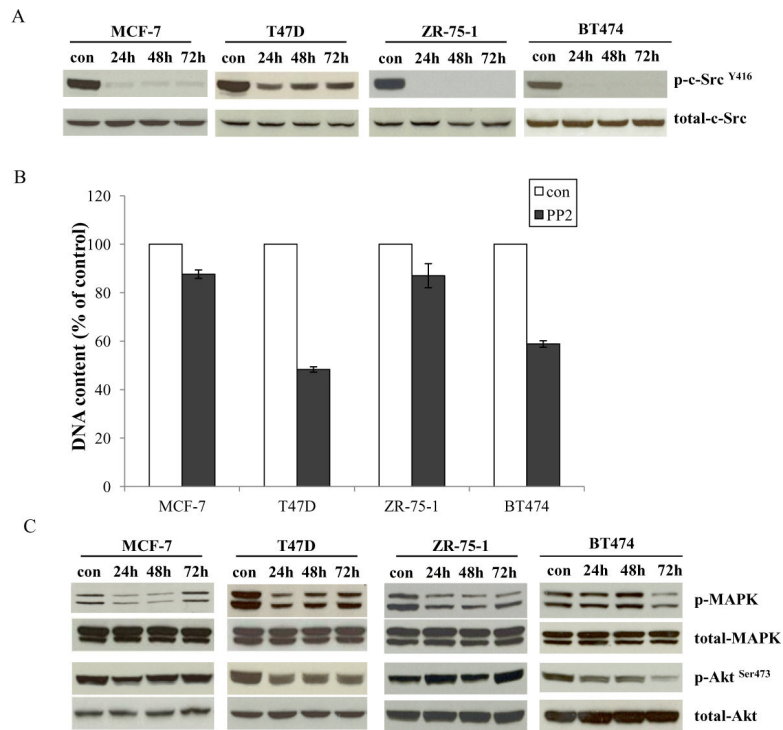 A
MCF-7 T47D ZR-75-1 BT474
con 24h 48h 72h con 24h 48h 72h con 24h 48h 72h con 24h 48h 72h
p-c-Src Y416
total-c-Src
B
120
100
80
60
40
20
0
DNA content (% of control)
con
PP2
MCF-7 T47D ZR-75-1 BT474
C
MCF-7 T47D ZR-75-1 BT474
con 24h 48h 72h con 24h 48h 72h con 24h 48h 72h con 24h 48h 72h
p-MAPK
total-MAPK
p-Akt Ser473
total-Akt